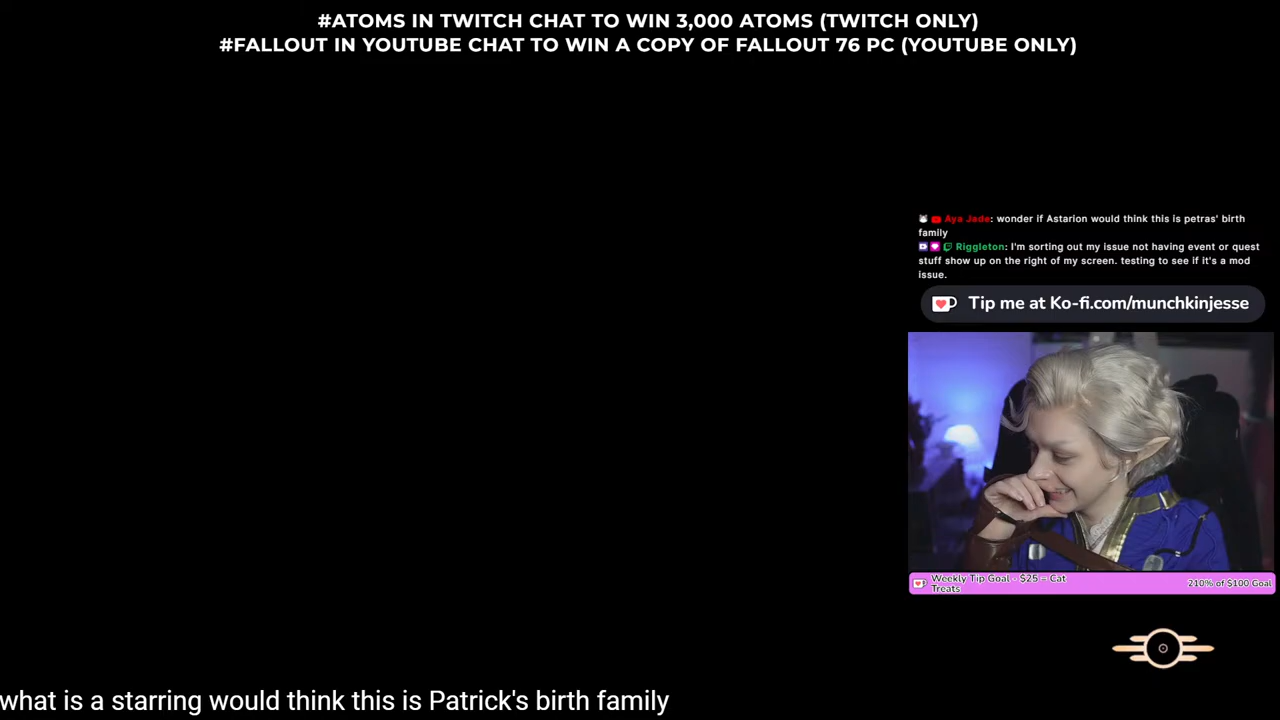 #ATOMS IN TWITCH CHAT TO WIN 3,000 ATOMS (TWITCH ONLY)
#FALLOUT IN YOUTUBE CHAT TO WIN A COPY OF FALLOUT 76 PC (YOUTUBE ONLY)
Aya Jade: wonder if Astarion would think this is petras' birth
family
Riggleton: I'm sorting out my issue not having event or quest
stuff show up on the right of my screen. testing to see if it's a mod
issue.
Tip me at Ko-fi.com/munchkinjesse
Weekly Tip Goal - $25 = Cat
Treats
210% of $100 Goal
what is a starring would think this is Patrick's birth family